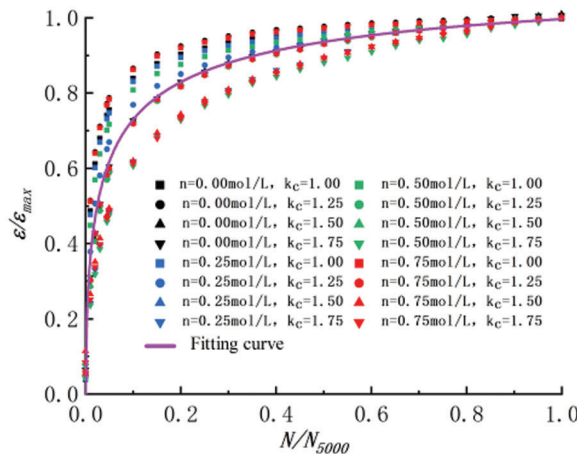 1.0
0.8
0.6
0.4
0.2
0.0
ε/εmax
n=0.00mol/L, kc=1.00 n=0.50mol/L, kc=1.00
n=0.00mol/L, kc=1.25 n=0.50mol/L, kc=1.25
n=0.00mol/L, kc=1.50 n=0.50mol/L, kc=1.50
n=0.00mol/L, kc=1.75 n=0.50mol/L, kc=1.75
n=0.25mol/L, kc=1.00 n=0.75mol/L, kc=1.00
n=0.25mol/L, kc=1.25 n=0.75mol/L, kc=1.25
n=0.25mol/L, kc=1.50 n=0.75mol/L, kc=1.50
n=0.25mol/L, kc=1.75 n=0.75mol/L, kc=1.75
Fitting curve
0.0 0.2 0.4 0.6 0.8 1.0
N/N5000